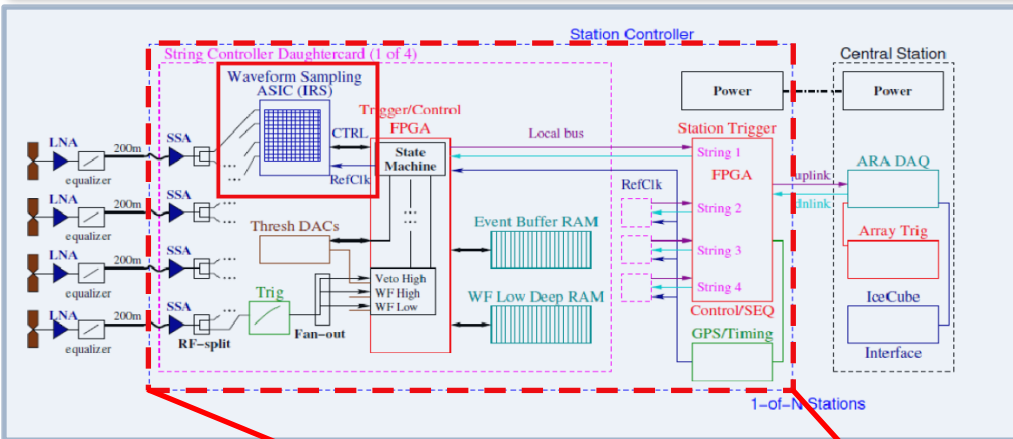 Station Controller
String Controller Daughtercard (1 of 4)
Central Station
Waveform Sampling
ASIC (IRS)
Trigger/Control
FPGA
Power
Power
LNA
200m
SSA
equalizer
CTRL
RefClk
State
Machine
Local bus
Station Trigger
FPGA
String 1
uplink
dnlink
ARA DAQ
LNA
200m
SSA
equalizer
Thresh DACs
Event Buffer RAM
RefClk
String 2
Array Trig
LNA
200m
SSA
equalizer
String 3
Veto High
WF High
WF Low
Trig
WF Low Deep RAM
String 4
IceCube
LNA
200m
SSA
equalizer
RF-split
Fan-out
Control/SEQ
GPS/Timing
Interface
1-of-N Stations